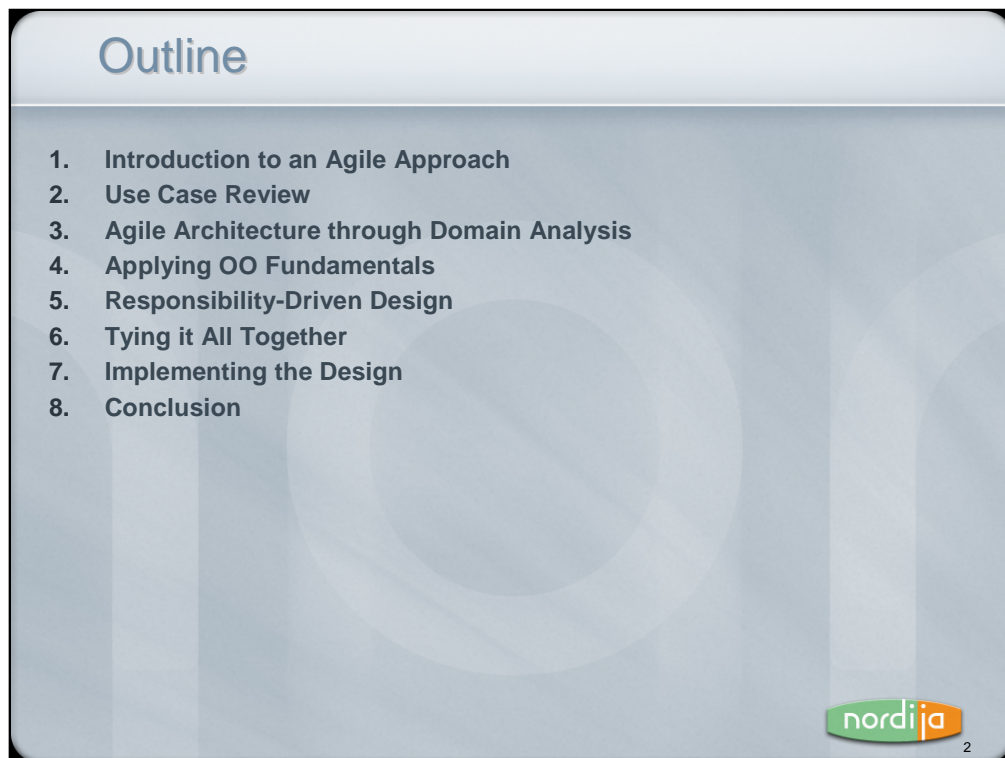 Outline
1. Introduction to an Agile Approach
2. Use Case Review
3. Agile Architecture through Domain Analysis
4. Applying OO Fundamentals
5. Responsibility-Driven Design
6. Tying it All Together
7. Implementing the Design
8. Conclusion
nordija
2